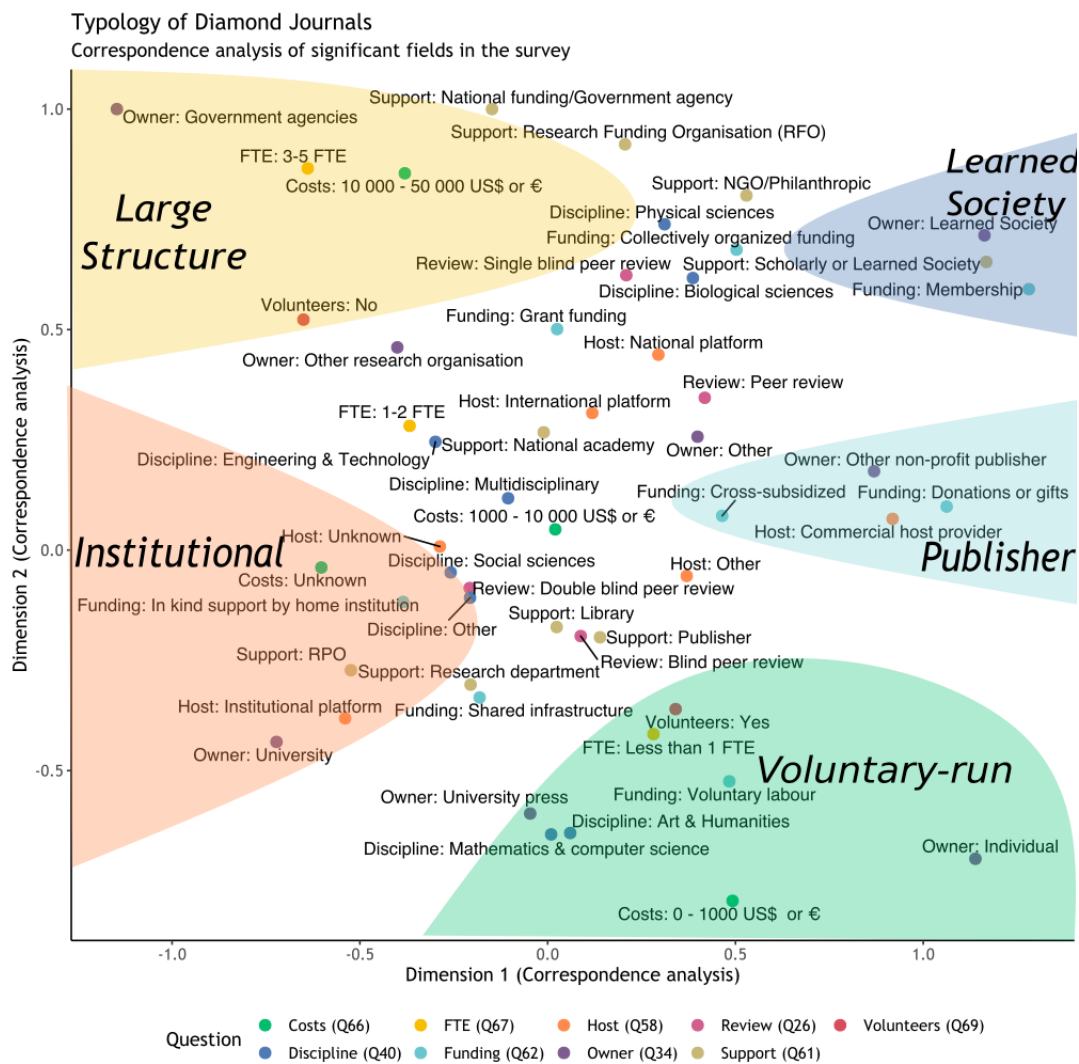 Typology of Diamond Journals
Correspondence analysis of significant fields in the survey
Support: National funding/Government agency
Owner: Government agencies
Support: Research Funding Organisation (RFO)
FTE: 3-5 FTE
Costs: 10 000 - 50 000 US$ or €
Support: NGO/Philanthropic
Learned
Society
Large
Structure
Discipline: Physical sciences
Owner: Learned Society
Funding: Collectively organized funding
Review: Single blind peer review
Support: Scholarly or Learned Society
Discipline: Biological sciences
Funding: Membership
Volunteers: No
Funding: Grant funding
Host: National platform
Owner: Other research organisation
Review: Peer review
FTE: 1-2 FTE
Host: International platform
Support: National academy
Owner: Other
Discipline: Engineering & Technology
Owner: Other non-profit publisher
Discipline: Multidisciplinary
Funding: Cross-subsidized
Funding: Donations or gifts
Costs: 1000 - 10 000 US$ or €
Host: Commercial host provider
Host: Unknown
Institutional
Publisher
Discipline: Social sciences
Host: Other
Costs: Unknown
Review: Double blind peer review
Funding: In kind support by home institution
Support: Library
Discipline: Other
Support: Publisher
Support: RPO
Review: Blind peer review
Support: Research department
Host: Institutional platform
Funding: Shared infrastructure
Volunteers: Yes
Owner: University
FTE: Less than 1 FTE
Voluntary-run
Owner: University press
Funding: Voluntary labour
Discipline: Art & Humanities
Discipline: Mathematics & computer science
Owner: Individual
Costs: 0 - 1000 US$ or €
1.0
0.5
0.0
-0.5
Dimension 2 (Correspondence analysis)
-1.0
-0.5
0.0
0.5
1.0
Dimension 1 (Correspondence analysis)
Question
Costs (Q66)
FTE (Q67)
Host (Q58)
Review (Q26)
Volunteers (Q69)
Discipline (Q40)
Funding (Q62)
Owner (Q34)
Support (Q61)